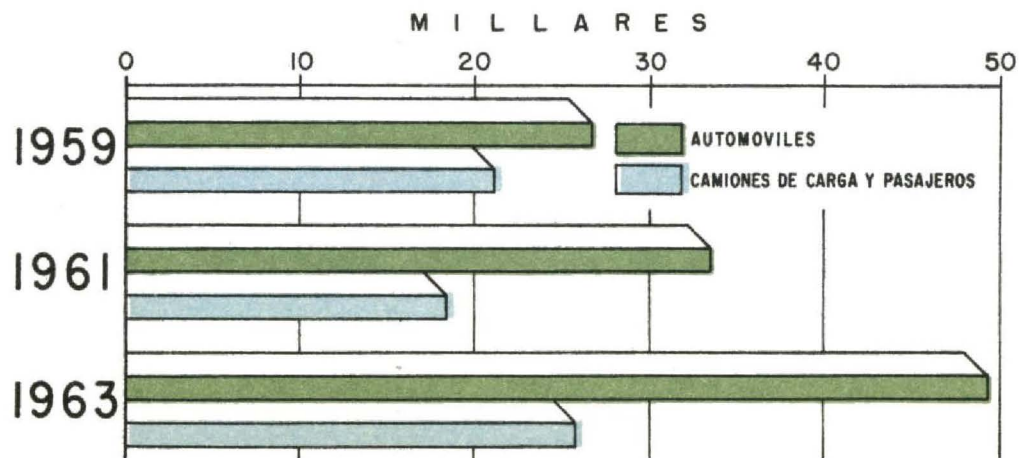 MILLARES
0 10 20 30 40 50
1959
AUTOMOVILES
CAMIONES DE CARGA Y PASAJEROS
1961
1963